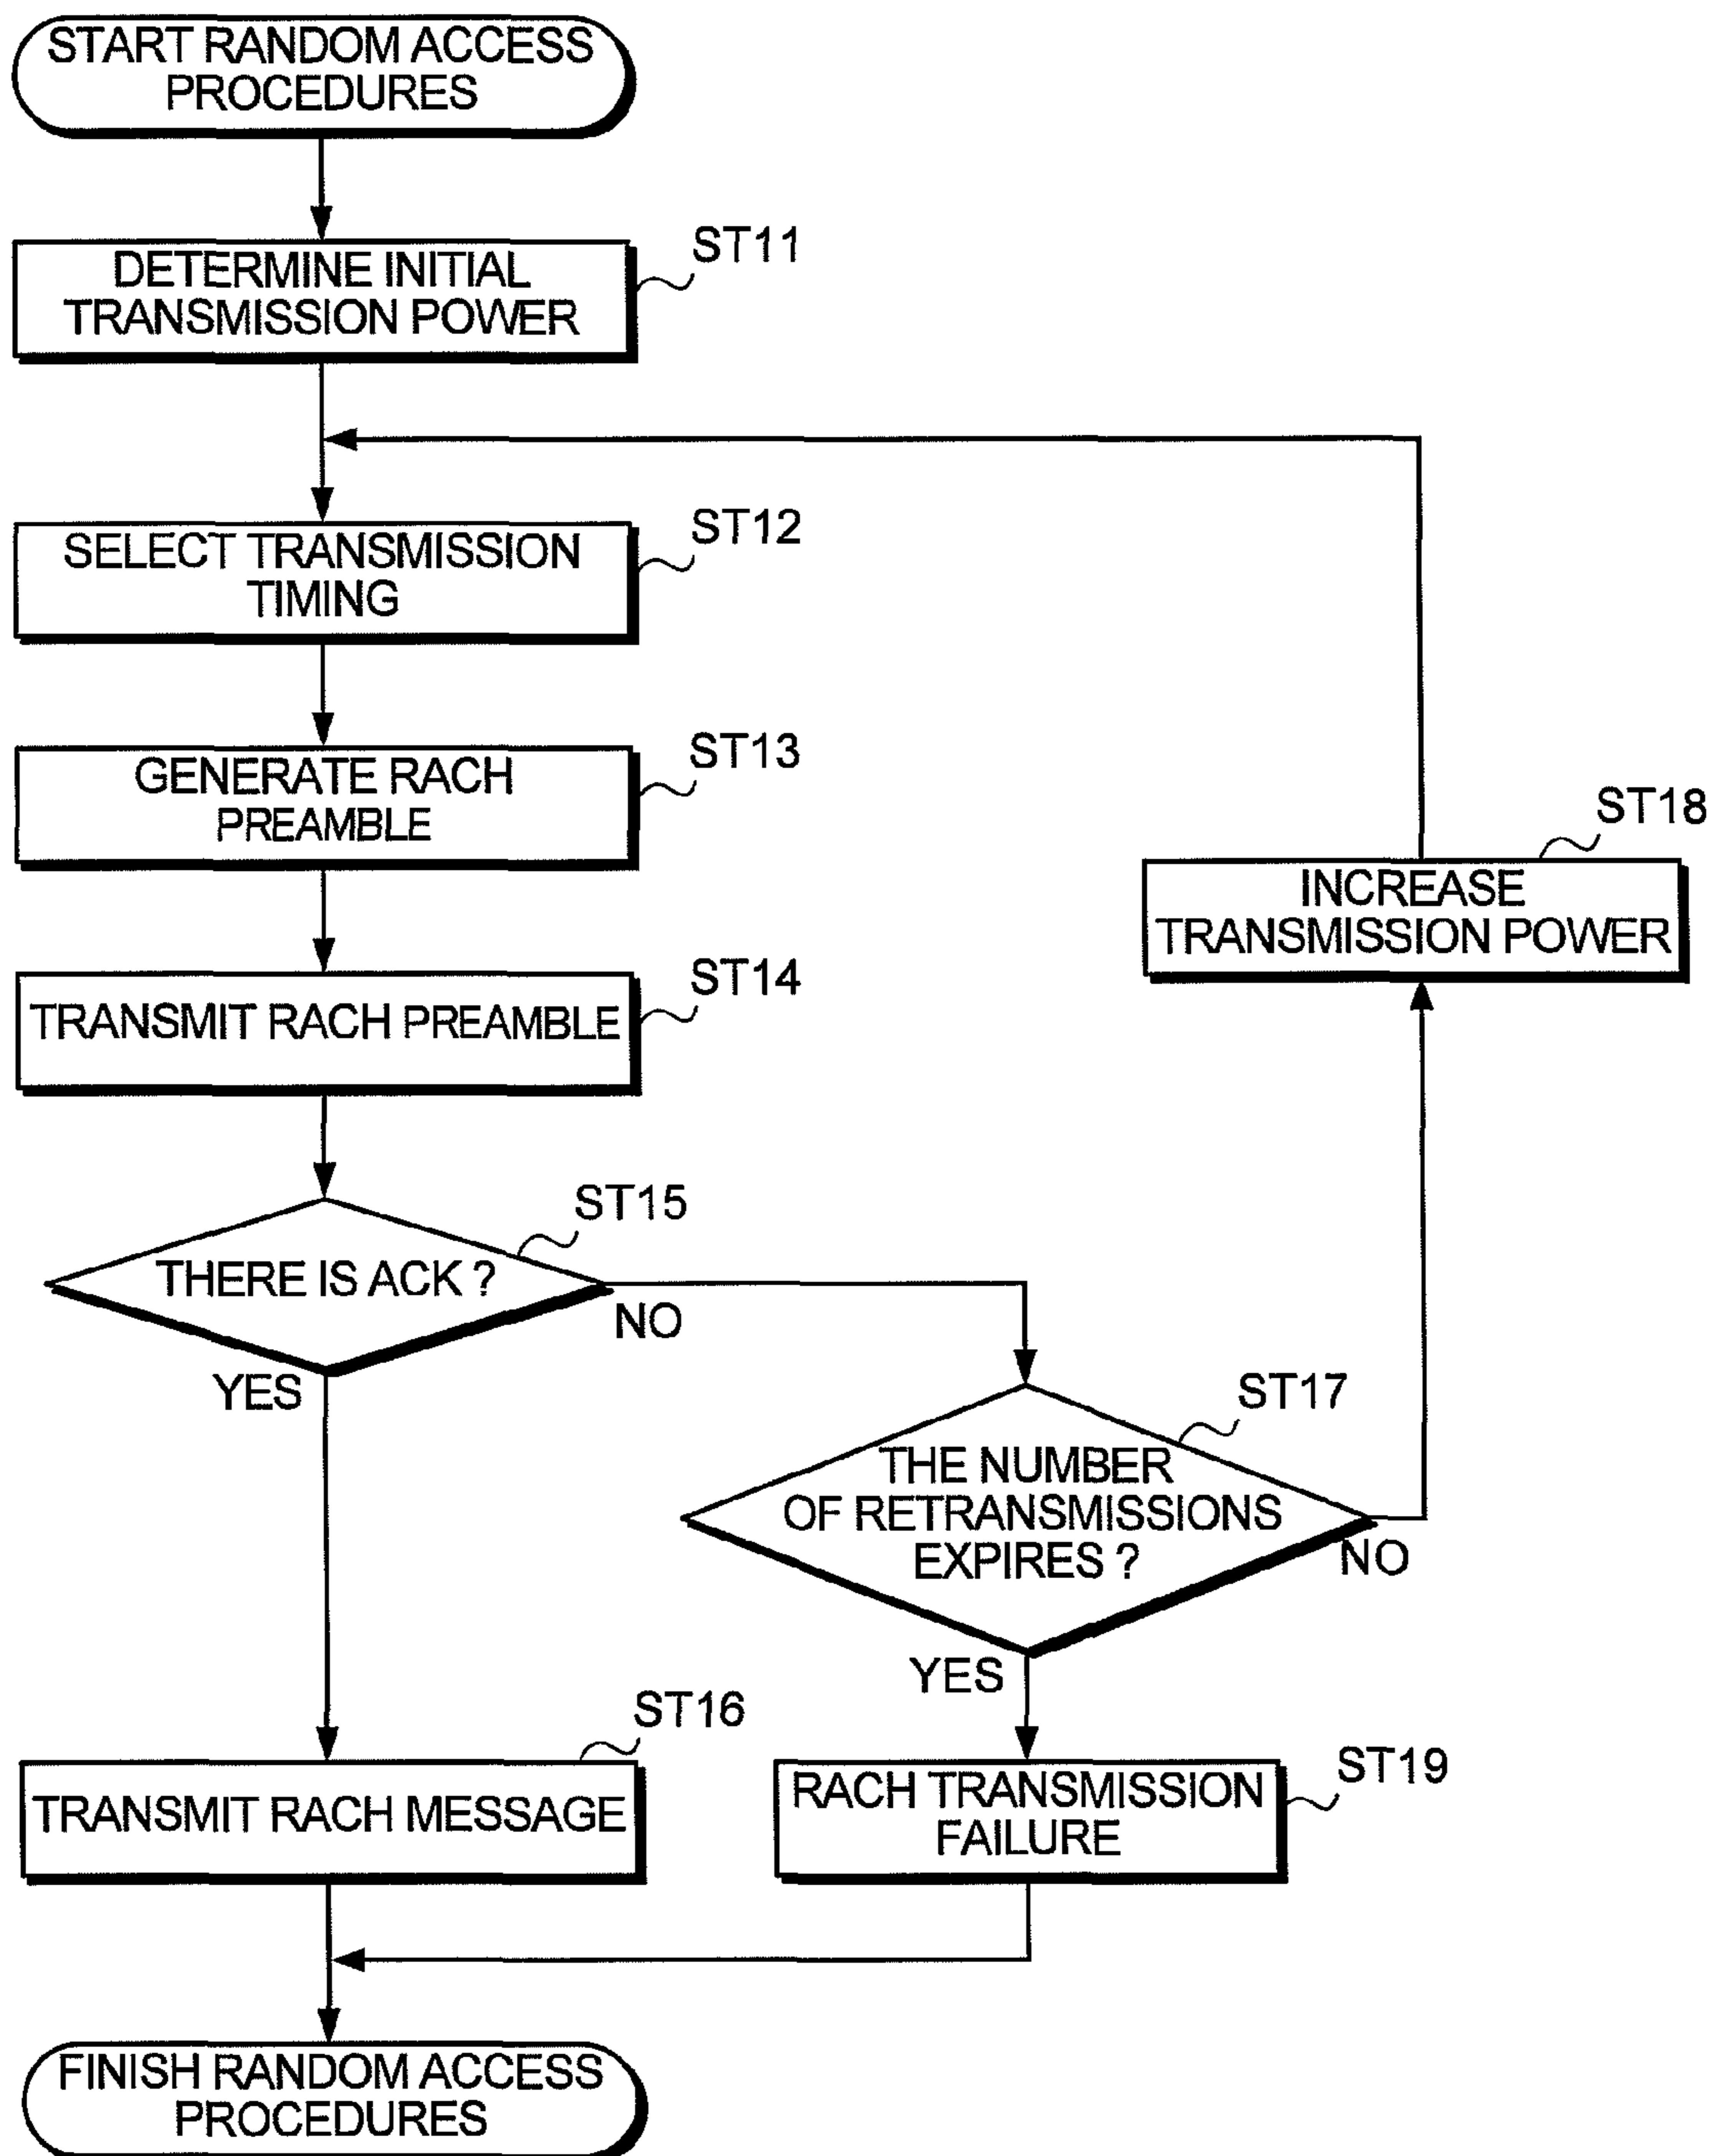 START RANDOM ACCESS
PROCEDURES
ST11
DETERMINE INITIAL
TRANSMISSION POWER
ST12
SELECT TRANSMISSION
TIMING
ST13
GENERATE RACH
PREAMBLE
ST18
INCREASE
TRANSMISSION POWER
ST14
TRANSMIT RACH PREAMBLE
ST15
THERE IS ACK ?
NO
YES
ST17
THE NUMBER
OF RETRANSMISSIONS
EXPIRES ?
NO
YES
ST16
TRANSMIT RACH MESSAGE
ST19
RACH TRANSMISSION
FAILURE
FINISH RANDOM ACCESS
PROCEDURES